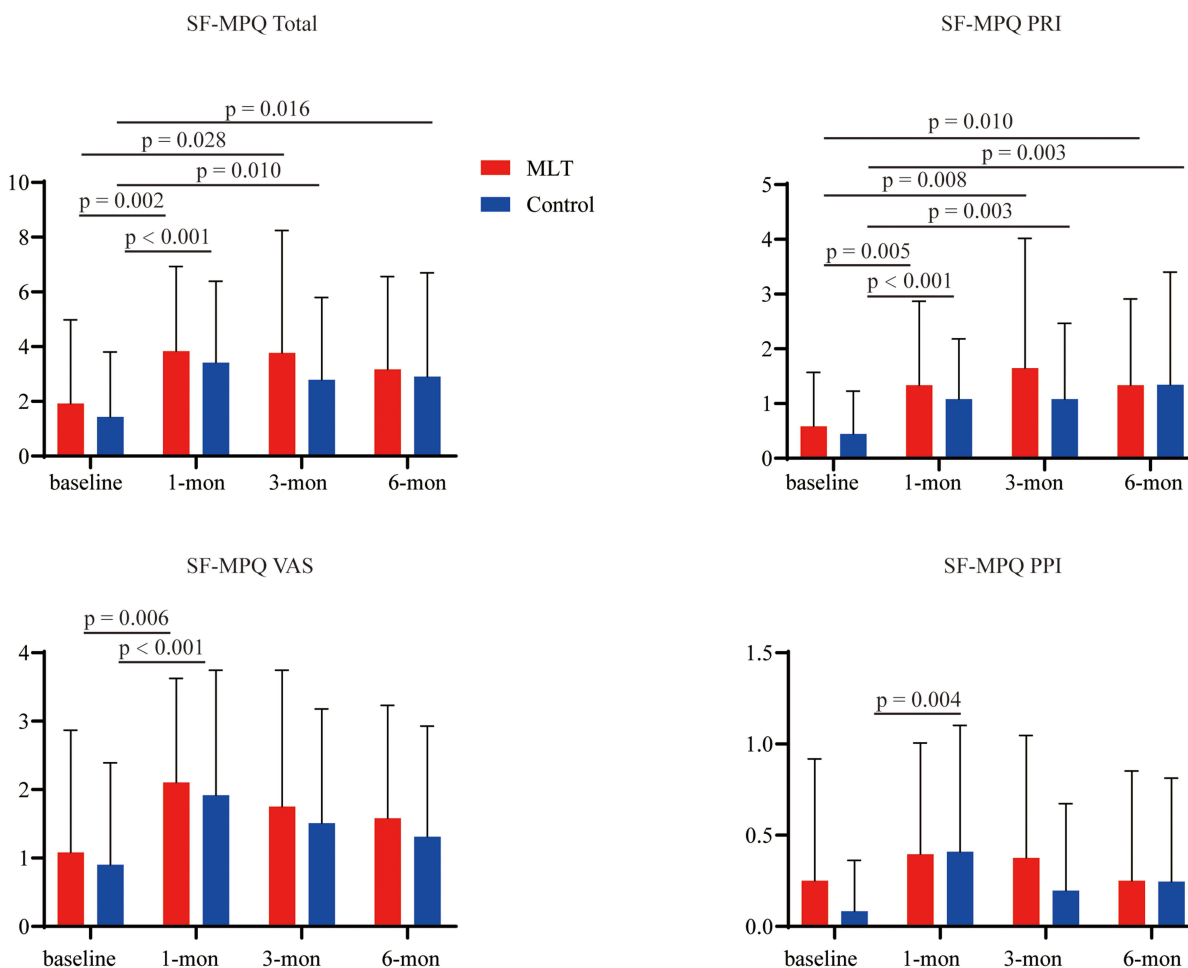 SF-MPQ Total
p = 0.016
p = 0.028
p = 0.010
p = 0.002
p < 0.001
10
8
6
4
2
0
baseline 1-mon 3-mon 6-mon
MLT
Control
SF-MPQ PRI
p = 0.010
p = 0.003
p = 0.008
p = 0.003
p = 0.005
p < 0.001
5
4
3
2
1
0
baseline 1-mon 3-mon 6-mon
SF-MPQ VAS
p = 0.006
p < 0.001
4
3
2
1
0
baseline 1-mon 3-mon 6-mon
SF-MPQ PPI
p = 0.004
1.5
1.0
0.5
0.0
baseline 1-mon 3-mon 6-mon